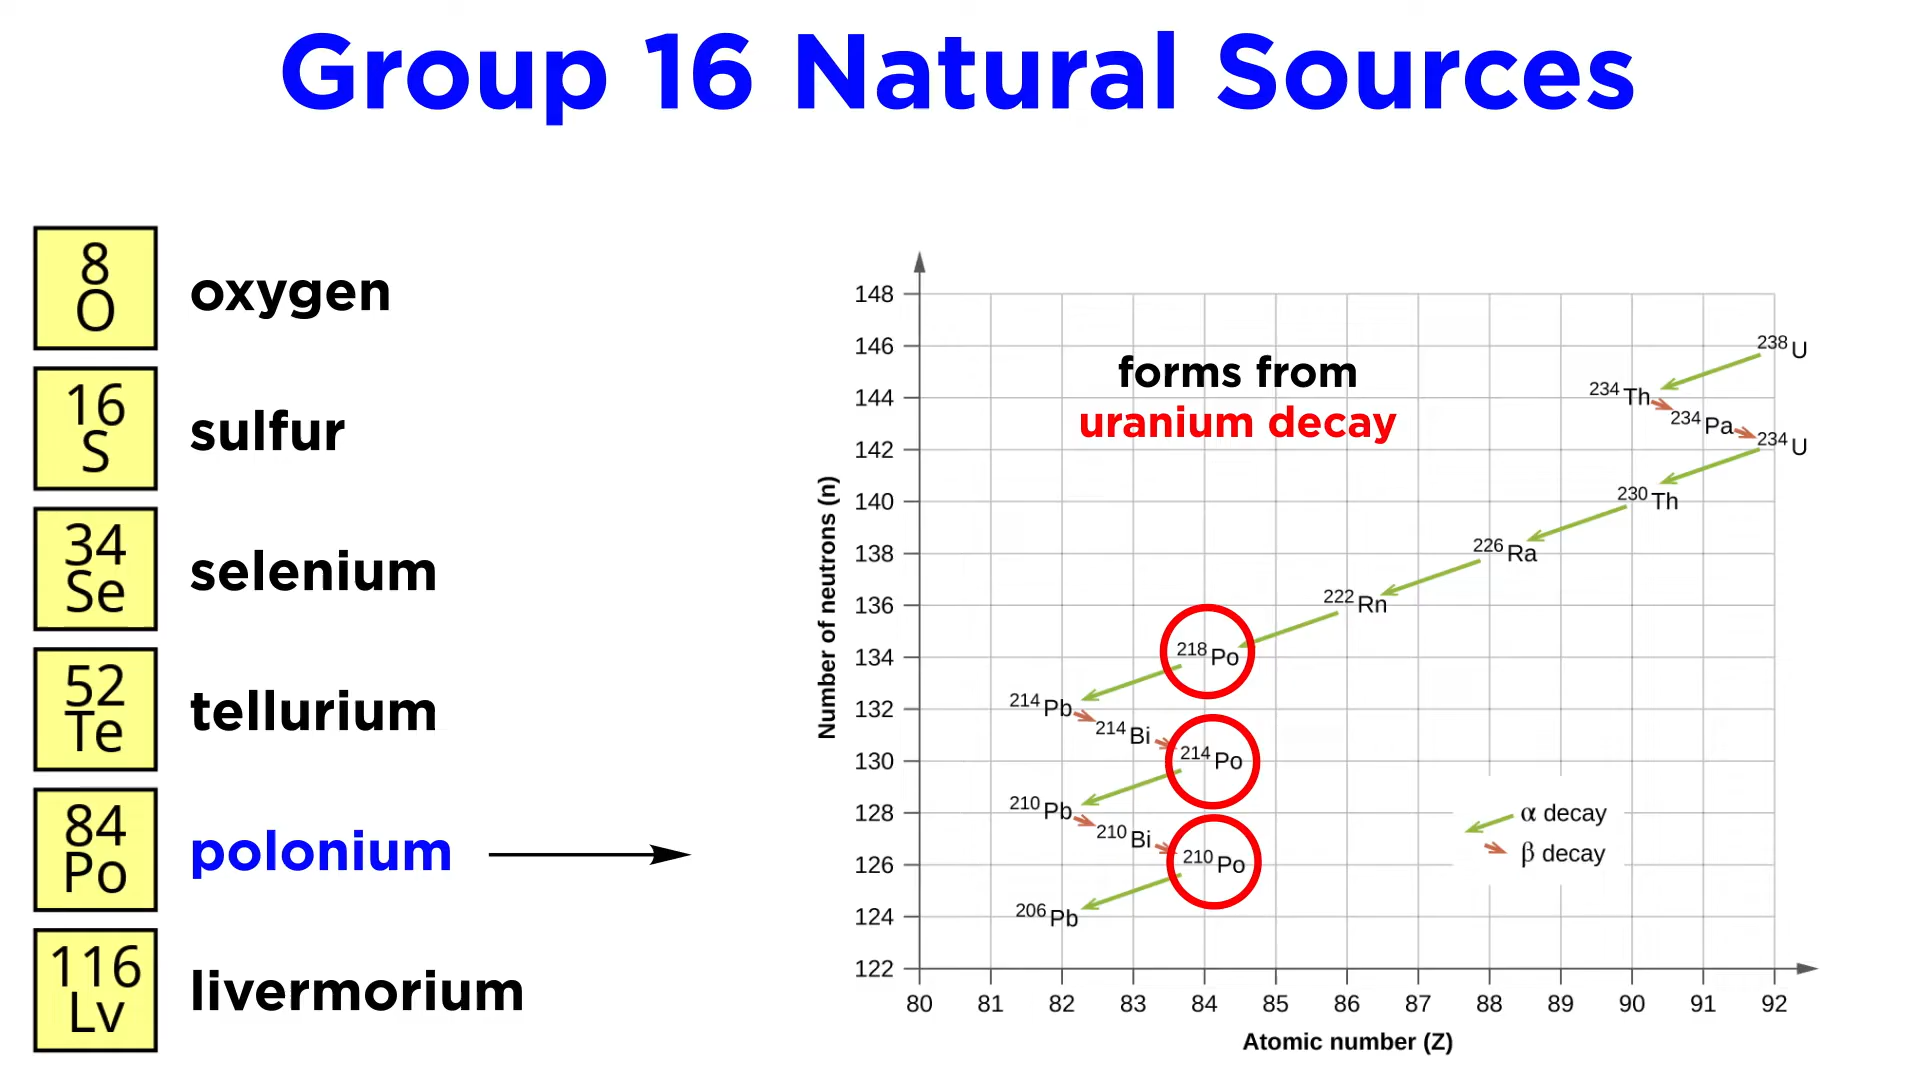 Group 16 Natural Sources
8
O
oxygen
16
S
sulfur
34
Se
selenium
52
Te
tellurium
84
Po
polonium
116
Lv
livermorium
forms from
uranium decay
Number of neutrons (n)
148
146
144
142
140
138
136
134
132
130
128
126
124
122
238U
234Th
234Pa
234U
230Th
226Ra
222Rn
218Po
214Pb
214Bi
214Po
210Pb
210Bi
210Po
206Pb
α decay
β decay
80 81 82 83 84 85 86 87 88 89 90 91 92
Atomic number (Z)